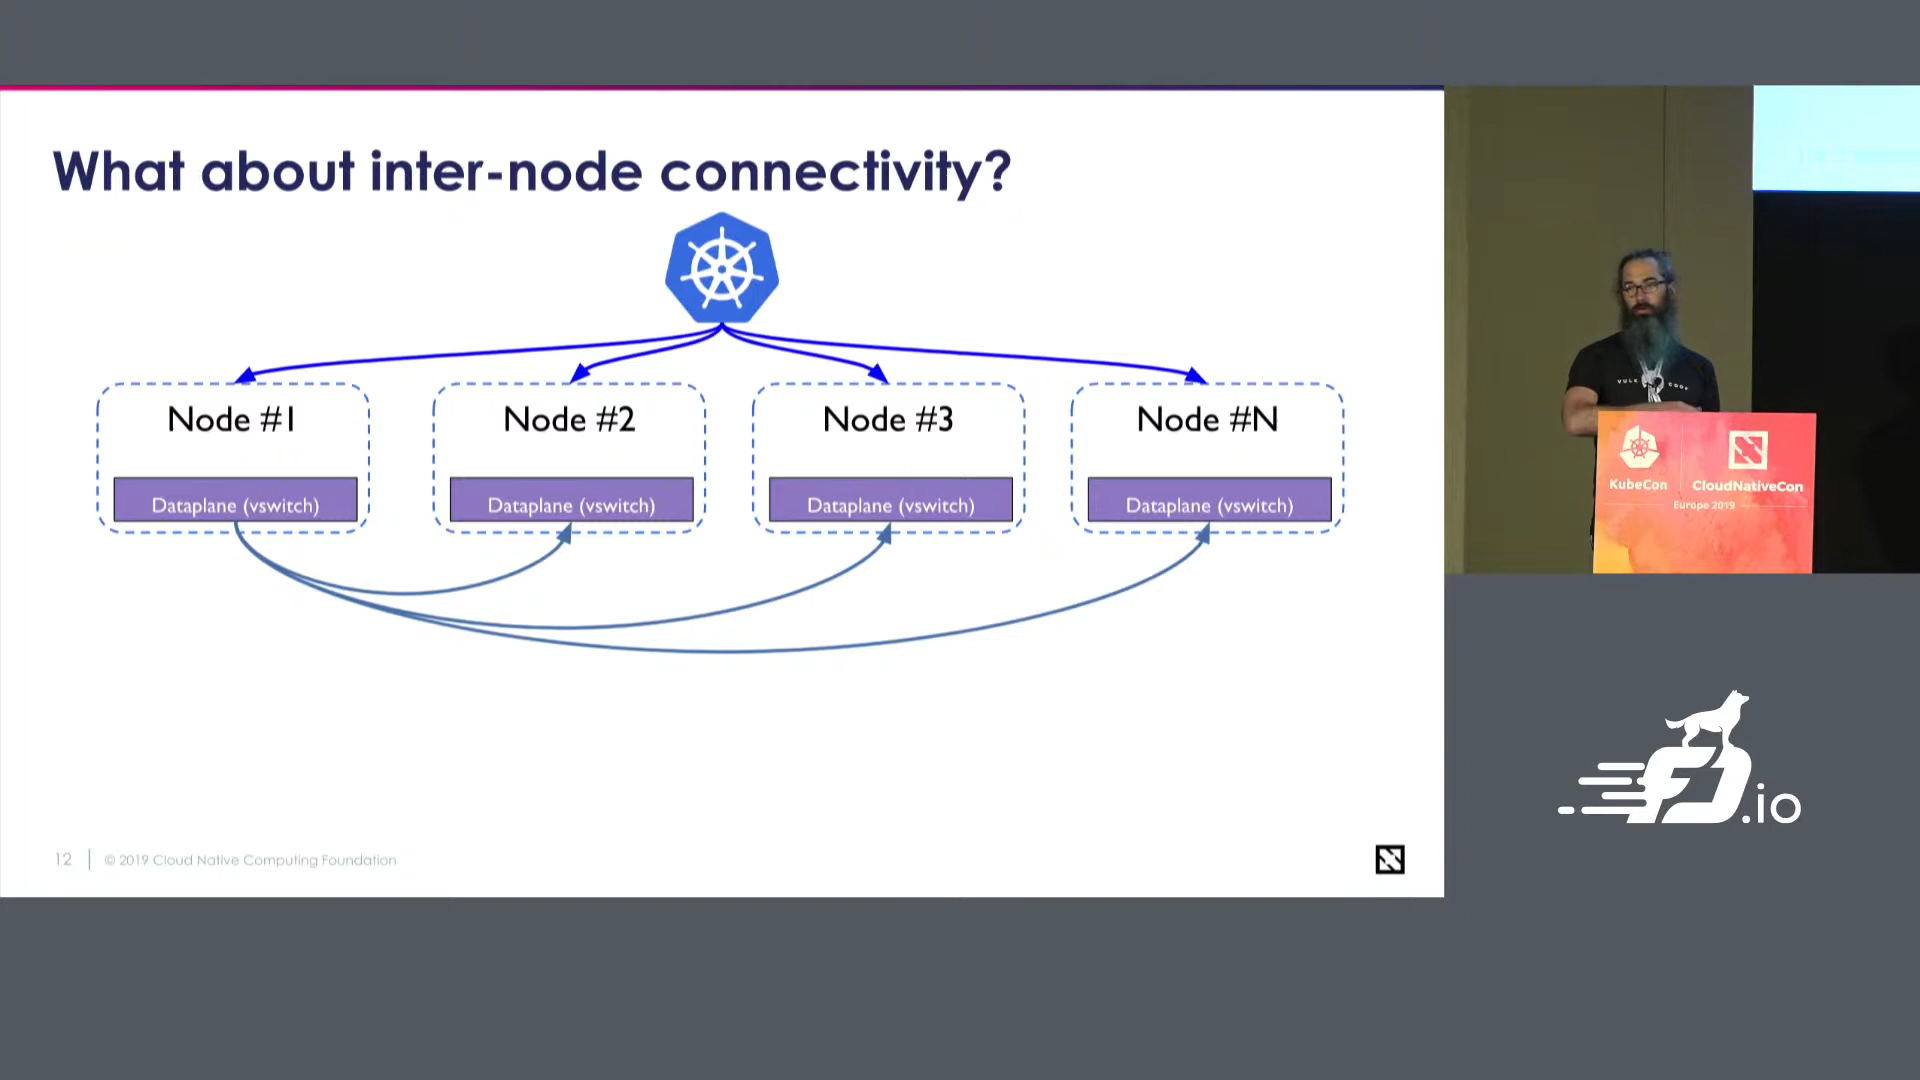 What about inter-node connectivity?
Node #1
Node #2
Node #3
Node #N
Dataplane (vswitch)
Dataplane (vswitch)
Dataplane (vswitch)
Dataplane (vswitch)
12
© 2019 Cloud Native Computing Foundation
KubeCon
CloudNativeCon
Europe 2019
.io